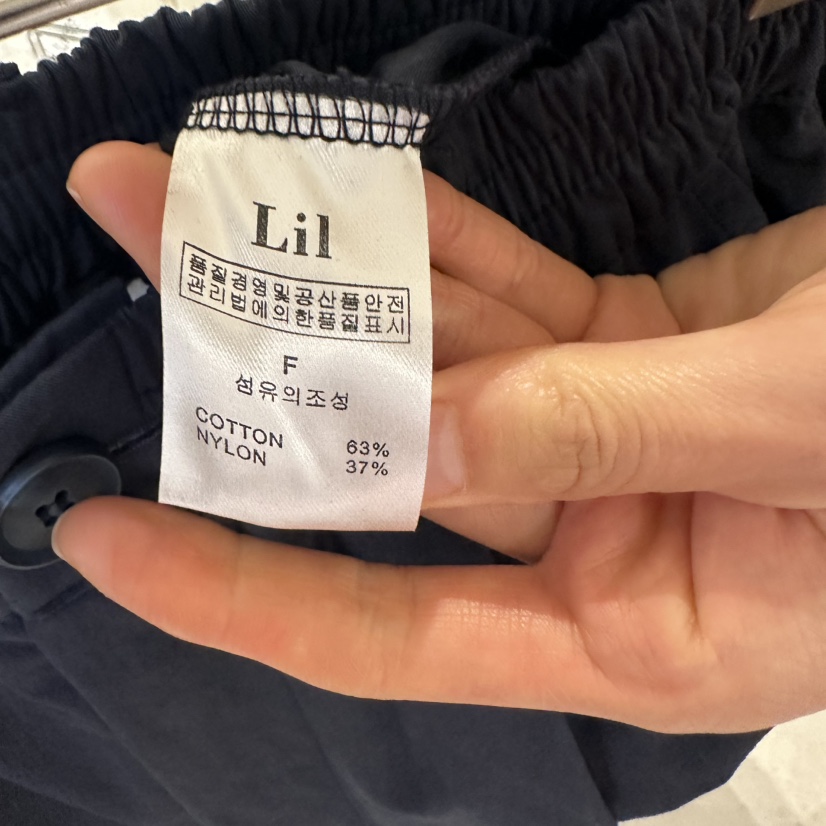 Lil
품질경영및공산품안전
관리법에의한품질표시
F
섬유의조성
COTTON 63%
NYLON 37%